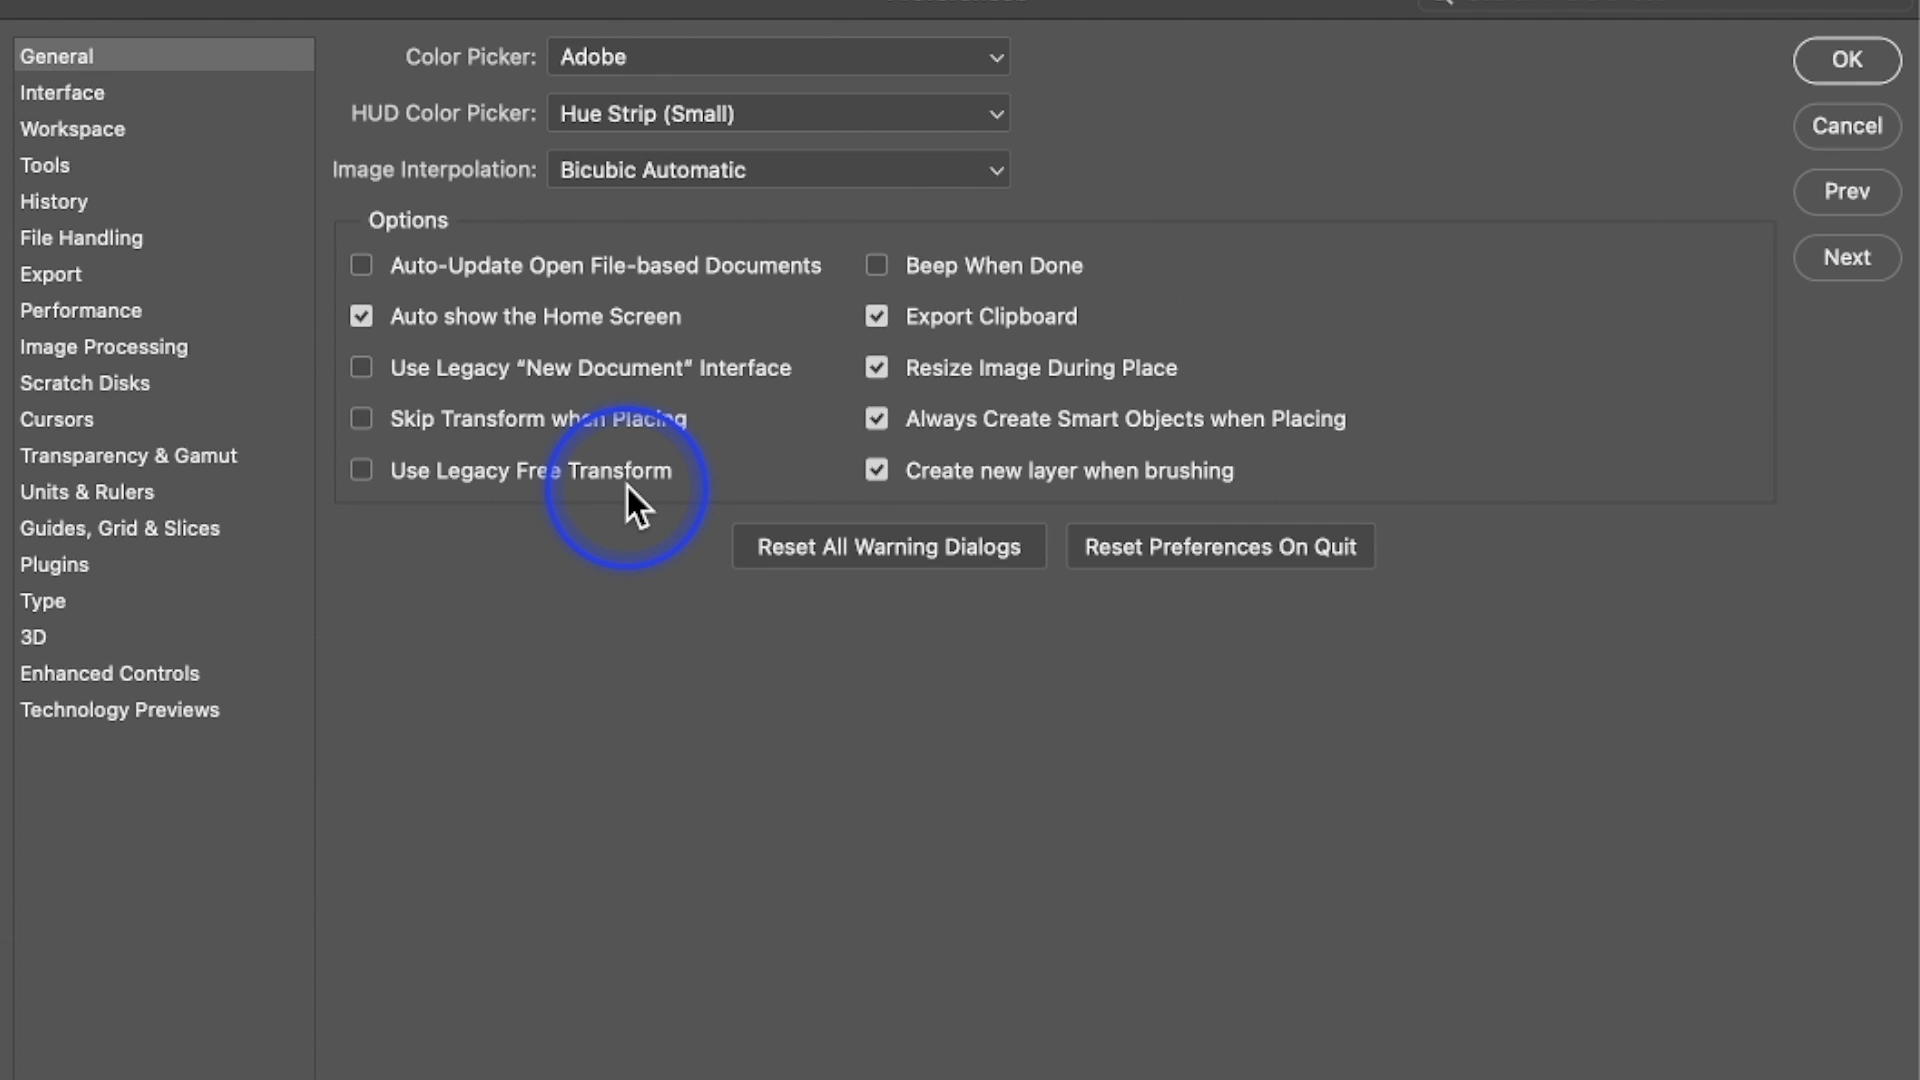 General
Interface
Workspace
Tools
History
File Handling
Export
Performance
Image Processing
Scratch Disks
Cursors
Transparency & Gamut
Units & Rulers
Guides, Grid & Slices
Plugins
Type
3D
Enhanced Controls
Technology Previews
Color Picker: Adobe
HUD Color Picker: Hue Strip (Small)
Image Interpolation: Bicubic Automatic
Options
Auto-Update Open File-based Documents
Auto show the Home Screen
Use Legacy “New Document” Interface
Skip Transform when Placing
Use Legacy Free Transform
Beep When Done
Export Clipboard
Resize Image During Place
Always Create Smart Objects when Placing
Create new layer when brushing
Reset All Warning Dialogs
Reset Preferences On Quit
OK
Cancel
Prev
Next